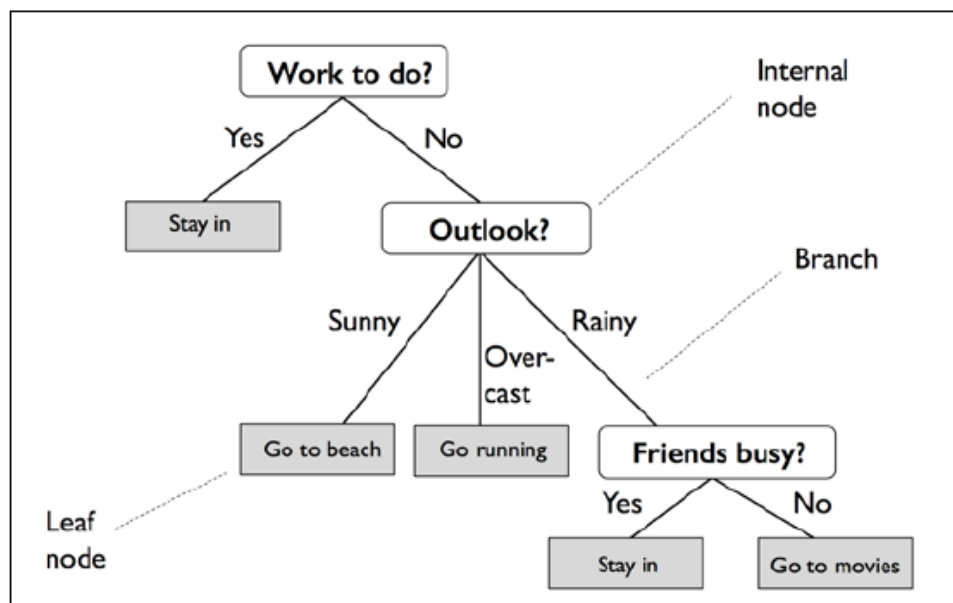 Work to do?
Internal
node
Yes
No
Stay in
Outlook?
Branch
Sunny
Rainy
Over-
cast
Go to beach
Go running
Friends busy?
Leaf
node
Yes
No
Stay in
Go to movies